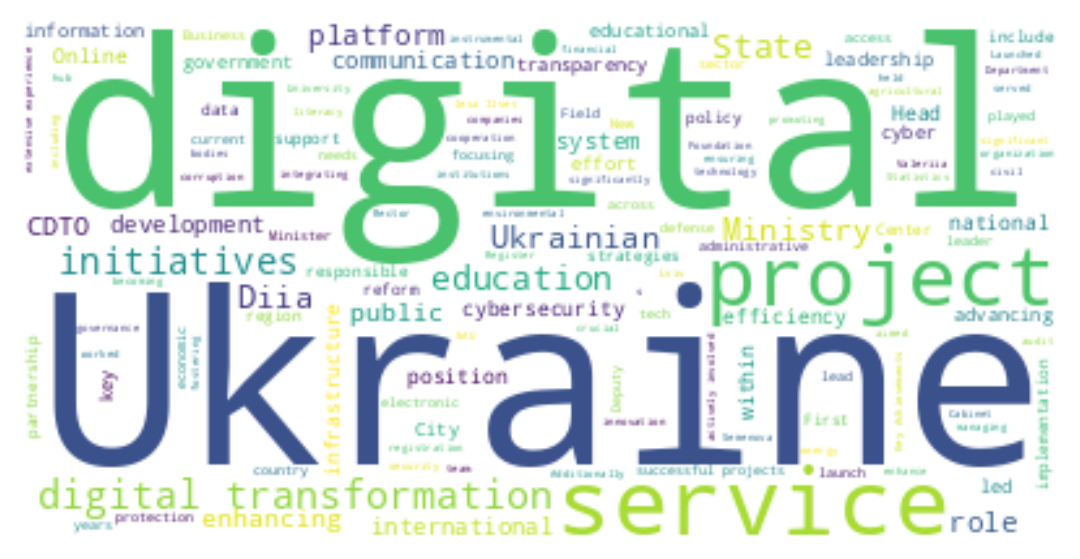 information
Business
platform
instrumental
educational
State
access
include
Online
government
communication
financial
transparency
sector
leadership
Launched
Department
hub
digital
University
held
agricultural
served
extensive experience
data
literacy
companies
Field
New
policy
promoting
Head
played
including
current
support
cooperation
system
cyber
significant
bodies
needs
focusing
effort
Foundation
ensuring
organization
corruption
integrating
institutions
significantly
technology
Valeriia
Statistics
civil
CDTO
development
Rector
environmental
across
national
Minister
Ukrainian
defense
Ministry
Center
leader
initiatives
responsible
Register
strategies
administrative
project
becoming
reform
education
Diia
region
public
cybersecurity
tech
efficiency
advancing
governance
crucial
aimed
audit
worked
economic
fostering
infrastructure
Ukraine
partnership
key
position
Deputy
actively involved
within
lead
Key Achievements
electronic
innovation
First
Cabinet
managing
implementation
City
registration
Semenova
energy
country
security
team
Additionally
successful projects
launch
enhance
digital transformation
service
led
years
protection
enhancing
international
role